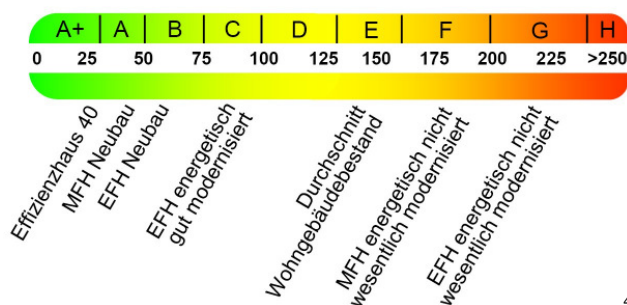 A+ A B C D E F G H
0 25 50 75 100 125 150 175 200 225 >250
Effizienzhaus 40
MFH Neubau
EFH Neubau
EFH energetisch
gut modernisiert
Durchschnitt
Wohngebäudebestand
MFH energetisch nicht
wesentlich modernisiert
EFH energetisch nicht
wesentlich modernisiert